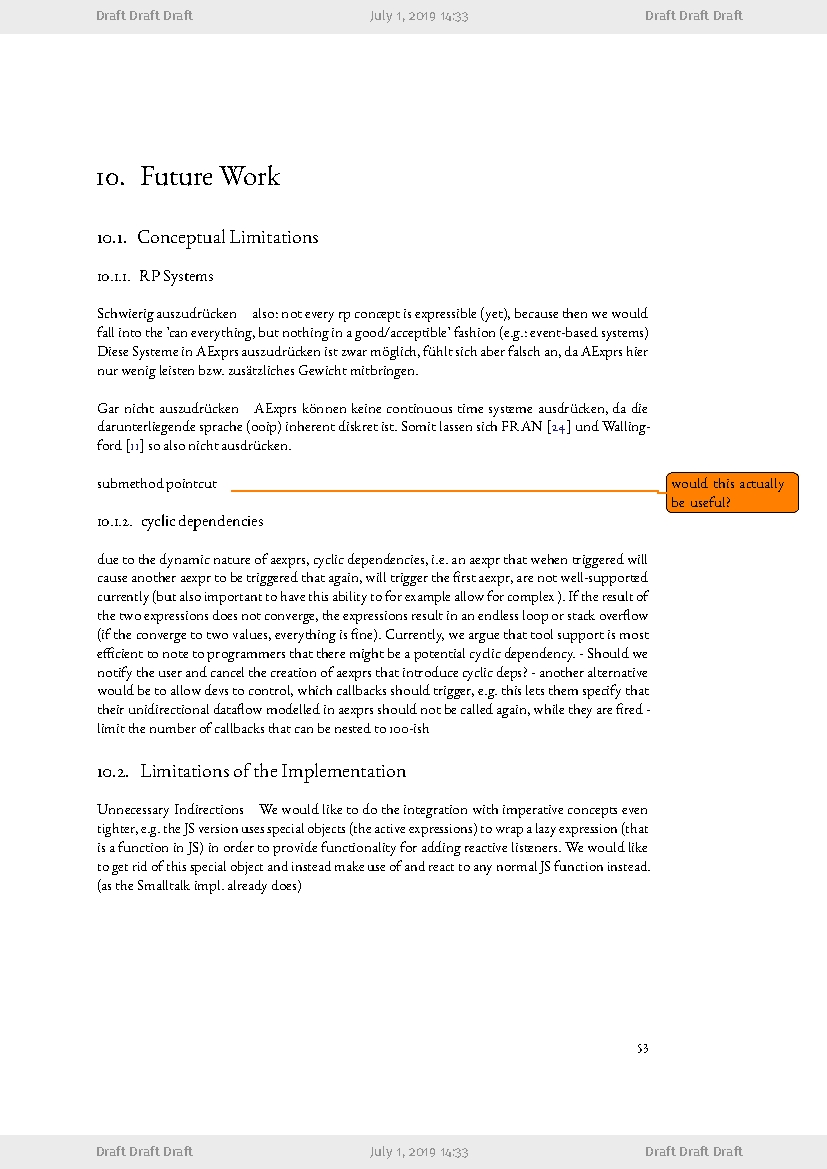 Draft Draft Draft July 1, 2019 14:33 Draft Draft Draft
10. Future Work
10.1. Conceptual Limitations
10.1.1. RP Systems
Schwierig auszudrücken also: not every rp concept is expressible (yet), because then we would
fall into the 'can everything, but nothing in a good/acceptible' fashion (e.g.: event-based systems)
Diese Systeme in AExprs auszudrücken ist zwar möglich, fühlt sich aber falsch an, da AExprs hier
nur wenig leisten bzw. zusätzliches Gewicht mitbringen.
Gar nicht auszudrücken AExprs können keine continuous time systeme ausdrücken, da die
darunterliegende sprache (ooip) inherent diskret ist. Somit lassen sich FRAN [24] und Walling-
ford [11] so also nicht ausdrücken.
submethod pointcut
would this actually
be useful?
10.1.2. cyclic dependencies
due to the dynamic nature of aexprs, cyclic dependencies, i.e. an aexpr that wehen triggered will
cause another aexpr to be triggered that again, will trigger the first aexpr, are not well-supported
currently (but also important to have this ability to for example allow for complex ). If the result of
the two expressions does not converge, the expressions result in an endless loop or stack overflow
(if the converge to two values, everything is fine). Currently, we argue that tool support is most
efficient to note to programmers that there might be a potential cyclic dependency. - Should we
notify the user and cancel the creation of aexprs that introduce cyclic deps? - another alternative
would be to allow devs to control, which callbacks should trigger, e.g. this lets them specify that
their unidirectional dataflow modelled in aexprs should not be called again, while they are fired -
limit the number of callbacks that can be nested to 100-ish
10.2. Limitations of the Implementation
Unnecessary Indirections We would like to do the integration with imperative concepts even
tighter, e.g. the JS version uses special objects (the active expressions) to wrap a lazy expression (that
is a function in JS) in order to provide functionality for adding reactive listeners. We would like
to get rid of this special object and instead make use of and react to any normal JS function instead.
(as the Smalltalk impl. already does)
53
Draft Draft Draft July 1, 2019 14:33 Draft Draft Draft